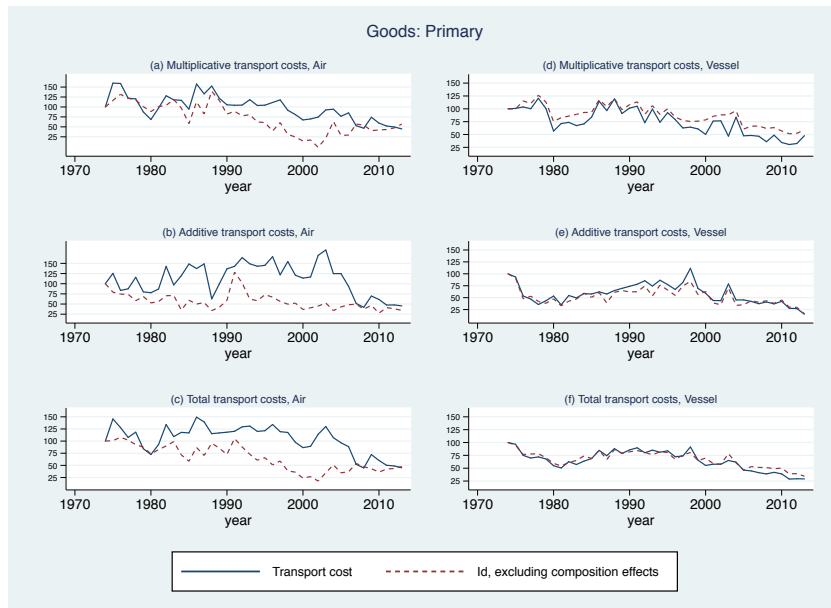 Goods: Primary
(a) Multiplicative transport costs, Air
150
125
100
75
50
25
1970 1980 1990 2000 2010
year
(d) Multiplicative transport costs, Vessel
150
125
100
75
50
25
1970 1980 1990 2000 2010
year
(b) Additive transport costs, Air
150
125
100
75
50
25
1970 1980 1990 2000 2010
year
(e) Additive transport costs, Vessel
150
125
100
75
50
25
1970 1980 1990 2000 2010
year
(c) Total transport costs, Air
150
125
100
75
50
25
1970 1980 1990 2000 2010
year
(f) Total transport costs, Vessel
150
125
100
75
50
25
1970 1980 1990 2000 2010
year
Transport cost Id, excluding composition effects